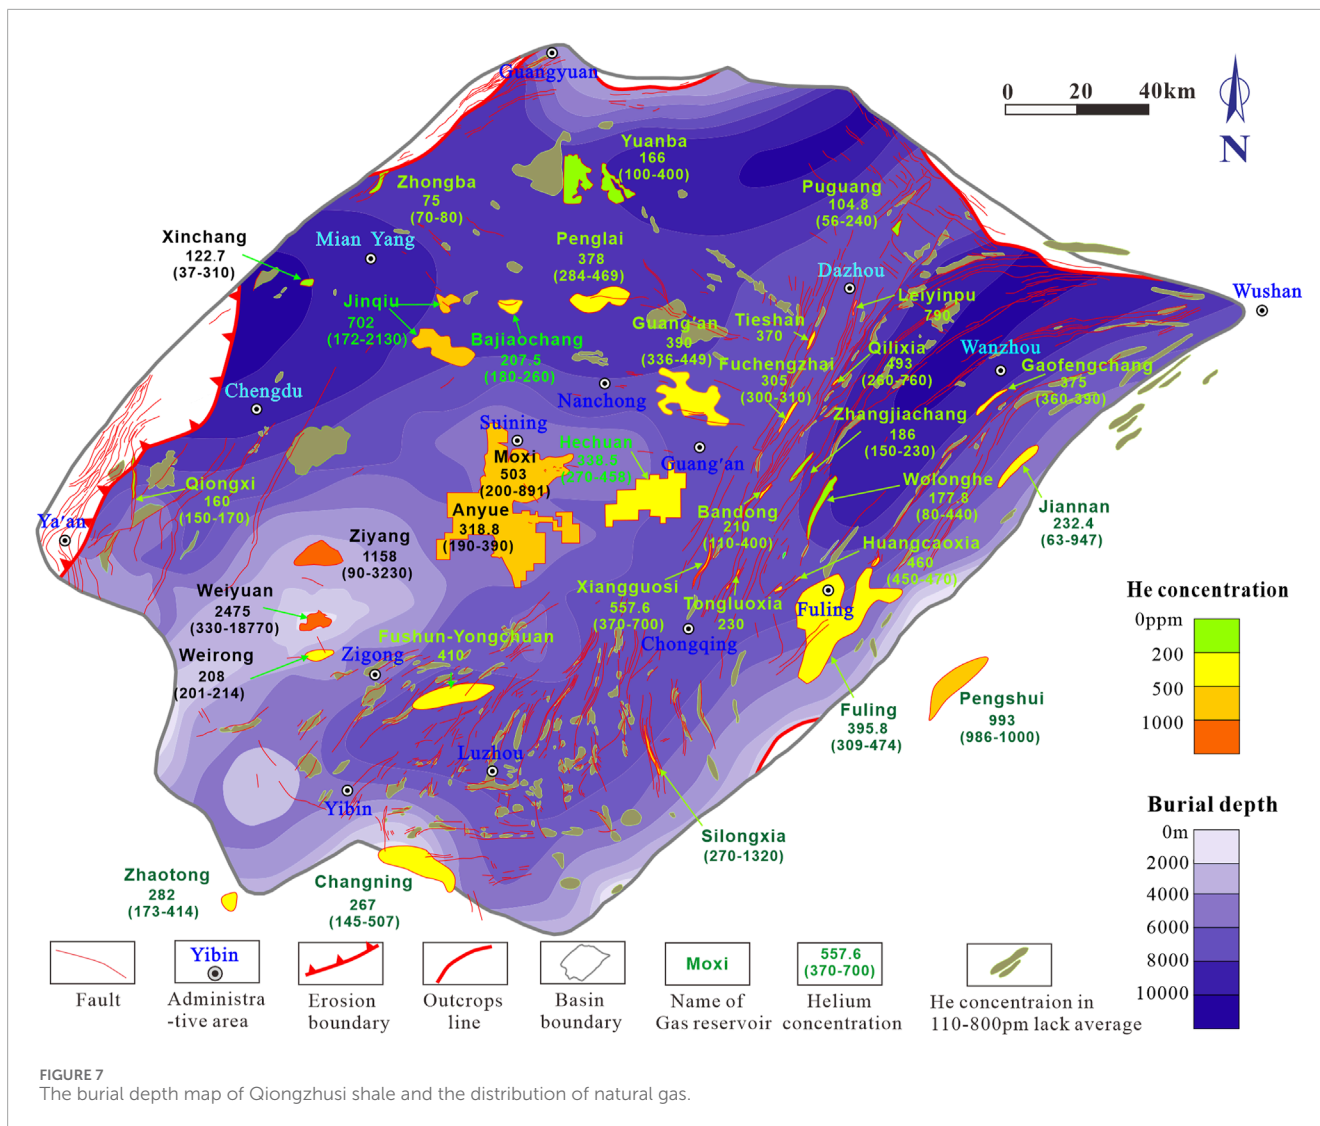 Guangyuan
0 20 40km
N
Yuanba
166
(100-400)
Zhongba
75
(70-80)
Puguang
104.8
(56-240)
Xinchang
122.7
(37-310)
Mian Yang
Penglai
378
(284-469)
Dazhou
Wushan
Jinqiu
702
(172-2130)
Leiyinpu
790
Bajiaochang
207.5
(180-260)
Guang'an
390
(336-449)
Tieshan
370
Qilixia
493
(260-760)
Wanzhou
Fuchengzhai
305
(300-310)
Gaofengchang
375
(360-390)
Chengdu
Nanchong
Zhangjiachang
186
(150-230)
Suining
Moxi
503
(200-891)
Hechuan
338.5
(270-458)
Guang'an
Qiongxi
160
(150-170)
Wolonghe
177.8
(80-440)
Anyue
318.8
(190-390)
Bandong
210
(110-400)
Jiannan
232.4
(63-947)
Ya'an
Ziyang
1158
(90-3230)
Huangcaoxia
460
(450-470)
Weiyuan
2475
(330-18770)
Xiangguosi
557.6
(370-700)
Tongluoxia
230
Fuling
Chongqing
Fushun-Yongchuan
410
Weirong
208
(201-214)
Zigong
Fuling
395.8
(309-474)
Pengshui
993
(986-1000)
Luzhou
Yibin
Silongxia
(270-1320)
Zhaotong
282
(173-414)
Changning
267
(145-507)
He concentration
0ppm
200
500
1000
Burial depth
0m
2000
4000
6000
8000
10000
Yibin
Moxi
557.6
(370-700)
Fault
Administra
-tive area
Erosion
boundary
Outcrops
line
Basin
boundary
Name of
Gas reservoir
Helium
concentration
He concentraion in
110-800pm lack average
FIGURE 7
The burial depth map of Qiongzhusi shale and the distribution of natural gas.